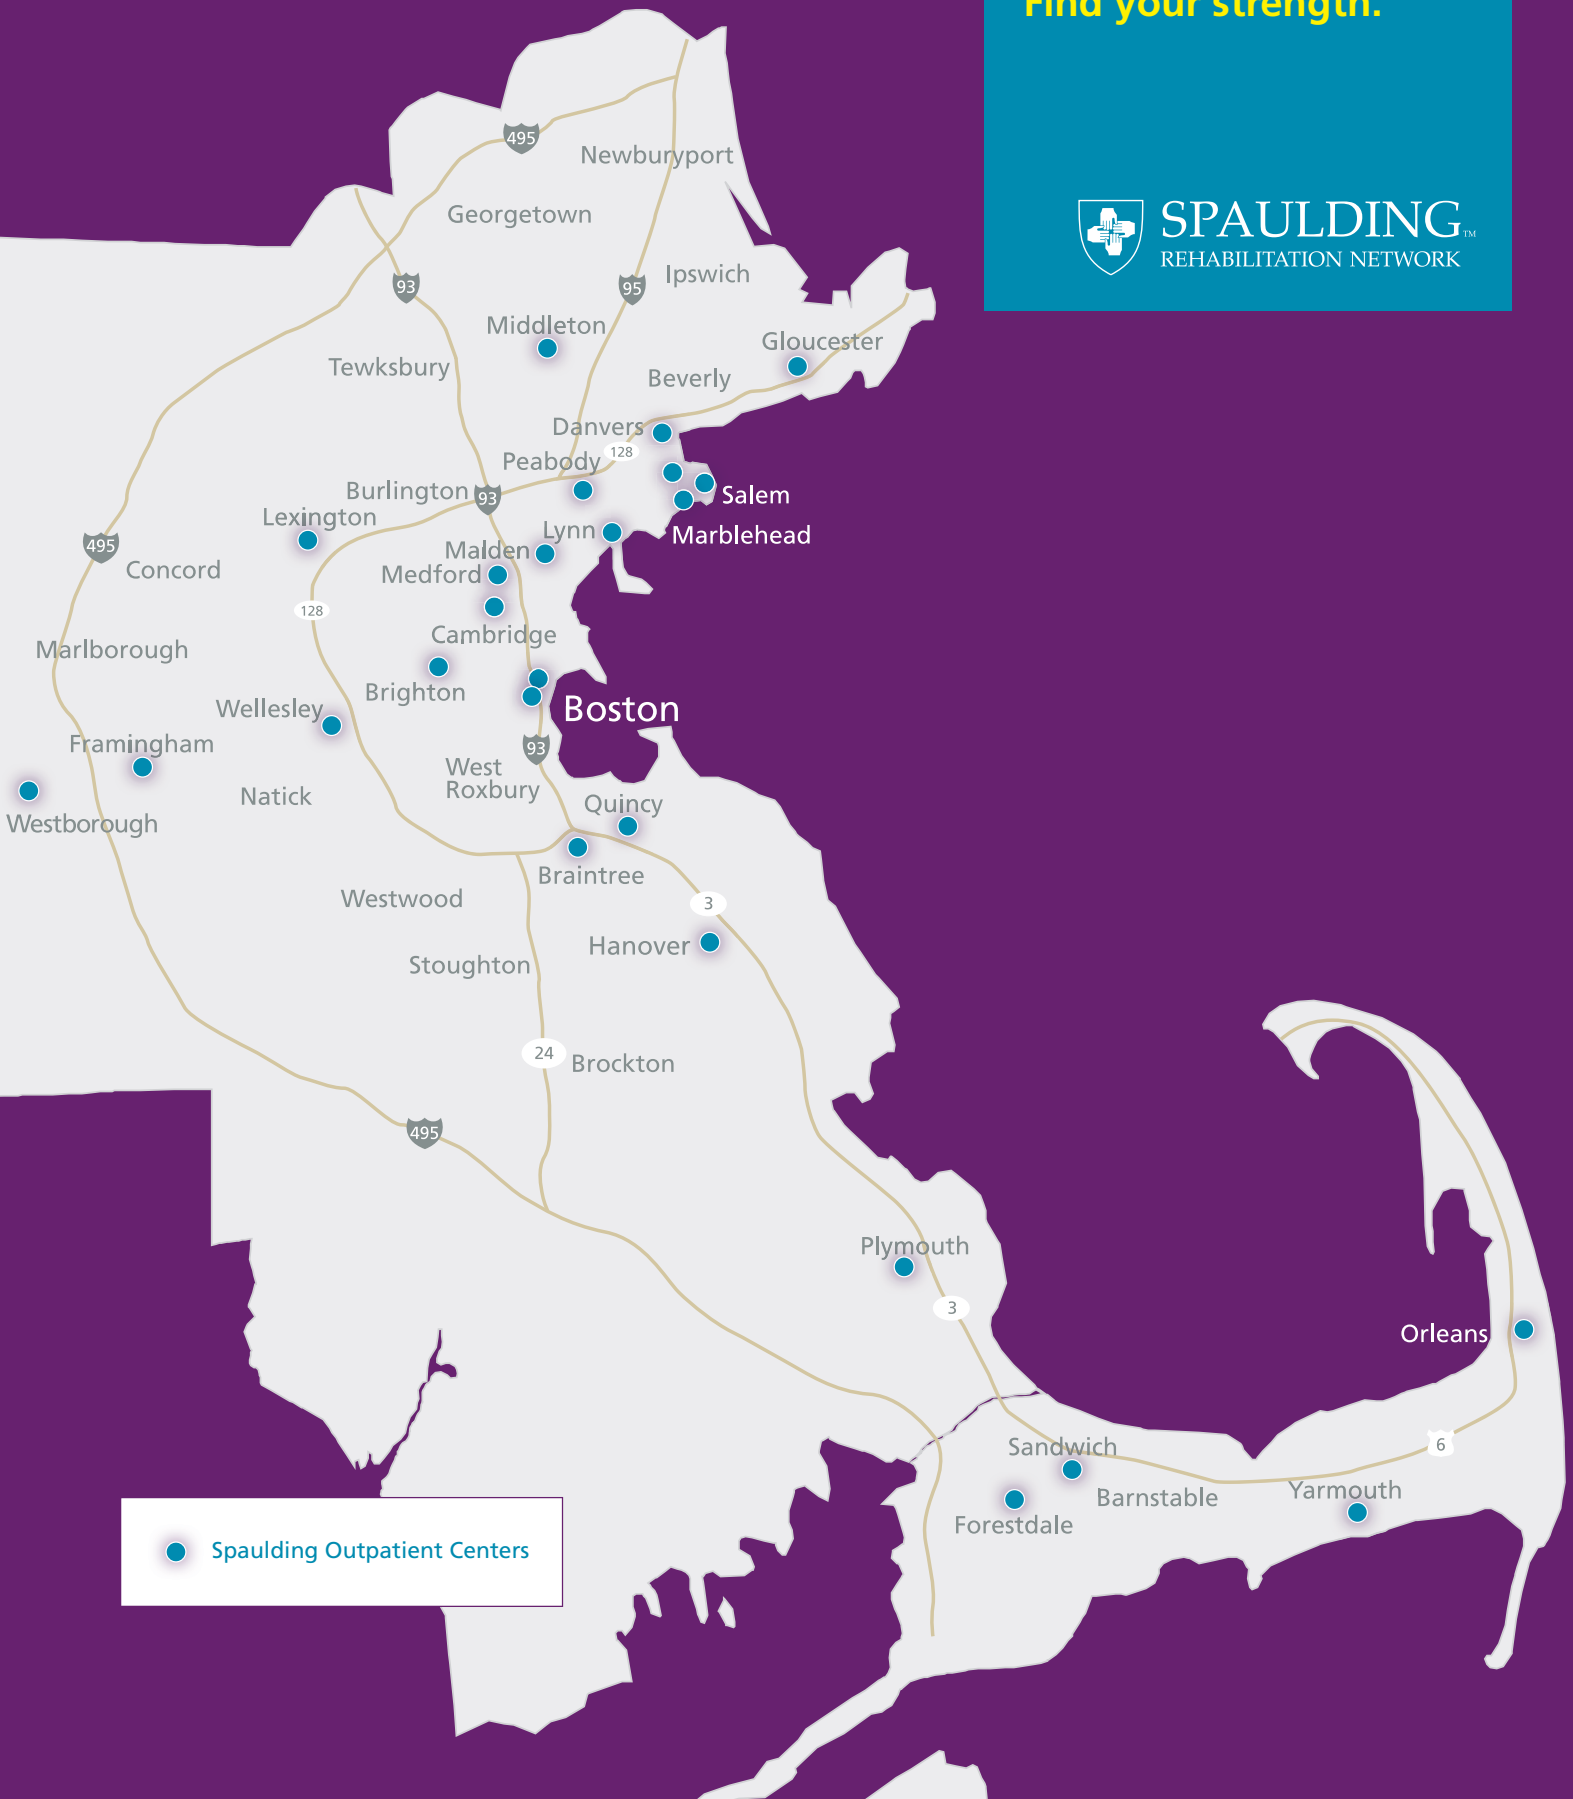 Find your strength.
SPAULDING™
REHABILITATION NETWORK
495
Newburyport
Georgetown
Ipswich
93
95
Middleton
Gloucester
Tewksbury
Beverly
Danvers
128
Peabody
Burlington
93
Salem
Lexington
Lynn
Marblehead
495
Malden
Concord
Medford
128
Cambridge
Marlborough
Brighton
Wellesley
Boston
Framingham
93
West
Roxbury
Natick
Quincy
Westborough
Braintree
Westwood
3
Hanover
Stoughton
24
Brockton
495
Plymouth
3
Orleans
Sandwich
6
Yarmouth
Barnstable
Forestdale
Spaulding Outpatient Centers